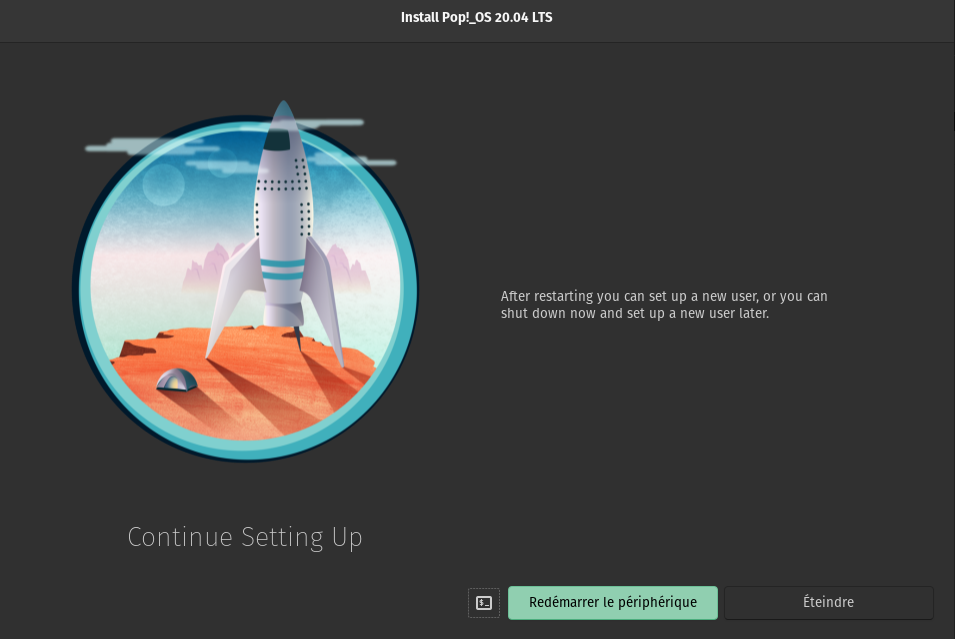 Install Pop!_OS 20.04 LTS
After restarting you can set up a new user, or you can
shut down now and set up a new user later.
Continue Setting Up
$_
Redémarrer le périphérique
Éteindre